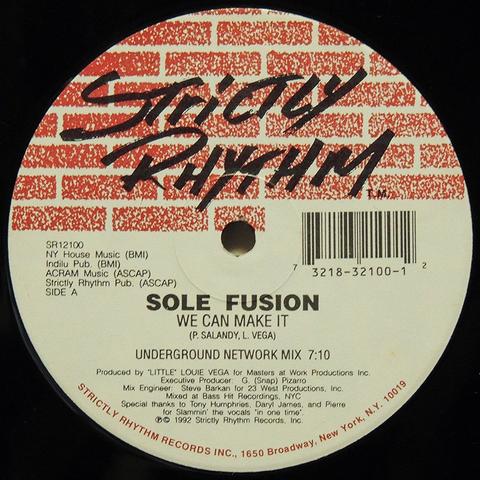 STRICTLY
RHYTHM
T.M.
SR12100
NY House Music (BMI)
Indilu Pub. (BMI)
ACRAM Music (ASCAP)
Strictly Rhythm Pub. (ASCAP)
SIDE A
7 3218-32100-1 2
SOLE FUSION
WE CAN MAKE IT
(P. SALANDY, L. VEGA)
UNDERGROUND NETWORK MIX 7:10
Produced by "LITTLE" LOUIE VEGA for Masters at Work Productions Inc.
Executive Producer: G. (Snap) Pizarro
Mix Engineer: Steve Barkan for 23 West Productions, Inc.
Mixed at Bass Hit Recordings, NYC
Special thanks to Tony Humphries, Daryl James, and Pierre
for Slammin' the vocals "in one time".
℗© 1992 Strictly Rhythm Records, Inc.
STRICTLY RHYTHM RECORDS INC., 1650 Broadway, New York, N.Y. 10019